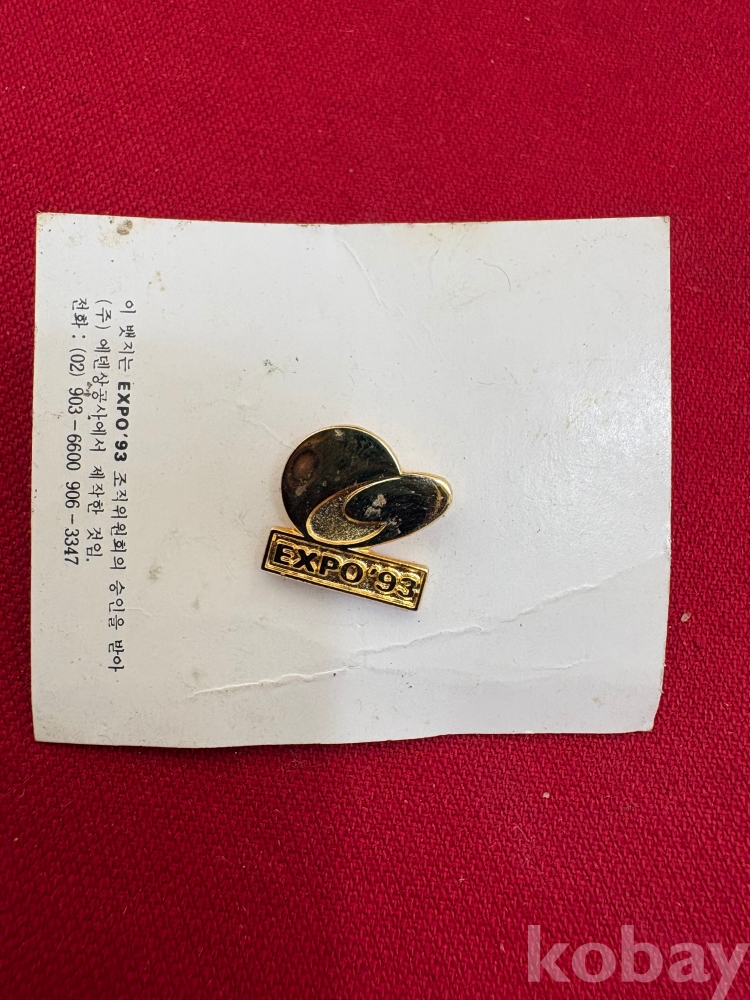 이 뱃지는 EXPO'93 조직위원회의 승인을 받아
(주) 에덴상공사에서 제작한 것임.
전화 : (02) 903-6600 906-3347
EXPO'93
kobay